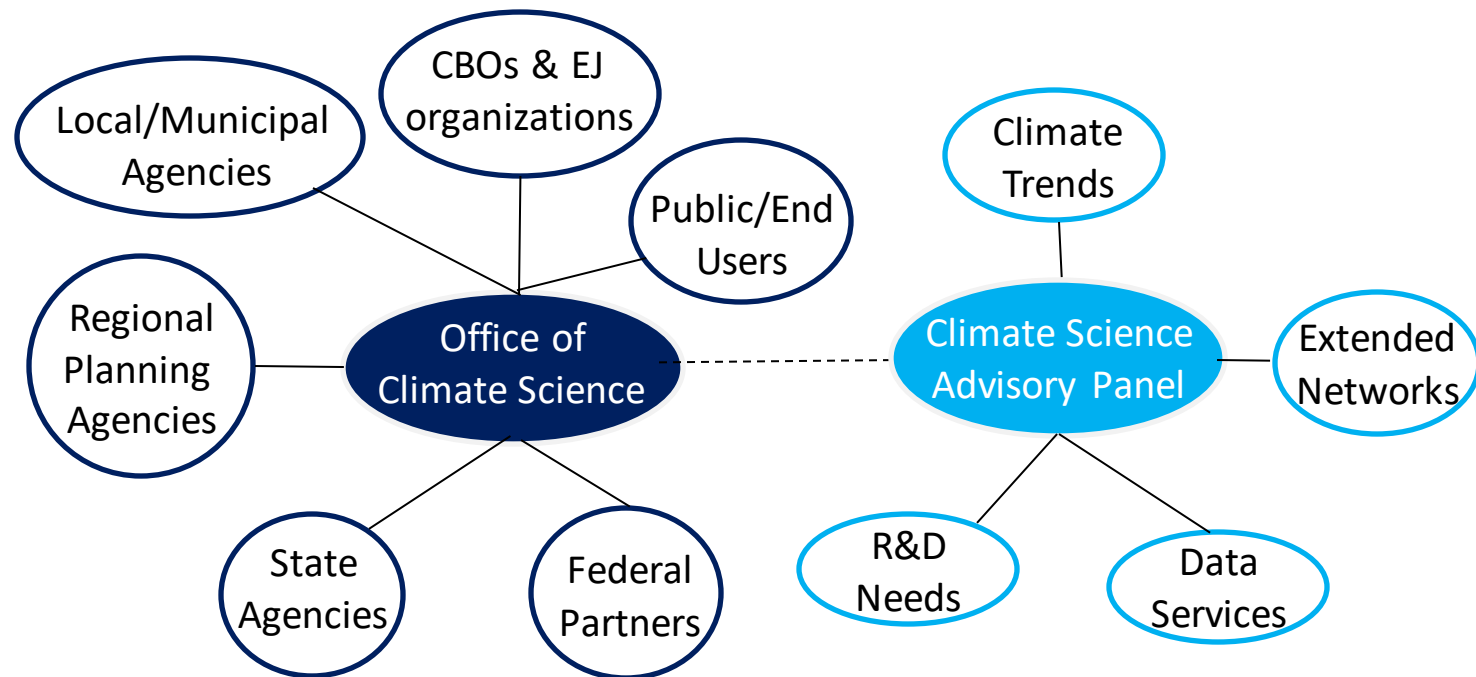 CBOs & EJ
organizations
Local/Municipal
Agencies
Public/End
Users
Climate
Trends
Regional
Planning
Agencies
Office of
Climate Science
Climate Science
Advisory Panel
Extended
Networks
State
Agencies
Federal
Partners
R&D
Needs
Data
Services